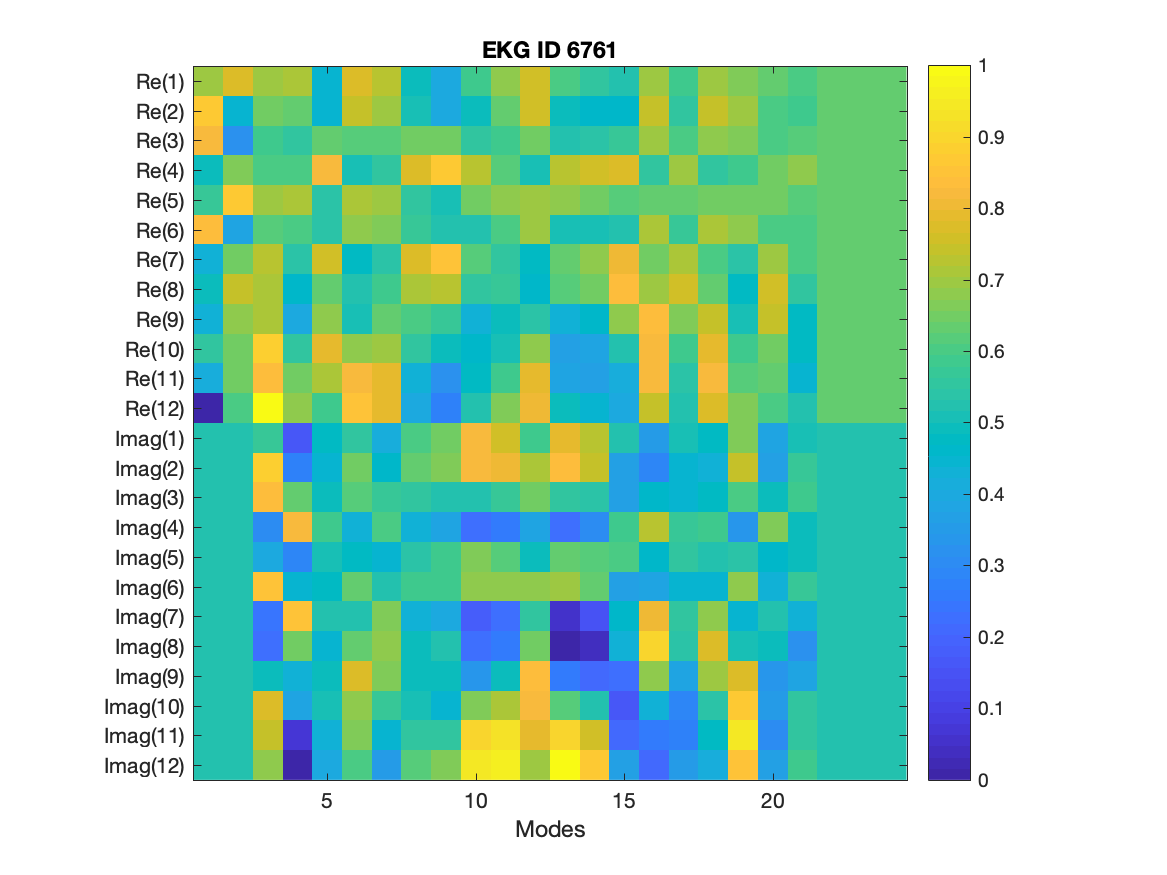 EKG ID 6761
Re(1)
Re(2)
Re(3)
Re(4)
Re(5)
Re(6)
Re(7)
Re(8)
Re(9)
Re(10)
Re(11)
Re(12)
Imag(1)
Imag(2)
Imag(3)
Imag(4)
Imag(5)
Imag(6)
Imag(7)
Imag(8)
Imag(9)
Imag(10)
Imag(11)
Imag(12)
5 10 15 20
Modes
1
0.9
0.8
0.7
0.6
0.5
0.4
0.3
0.2
0.1
0